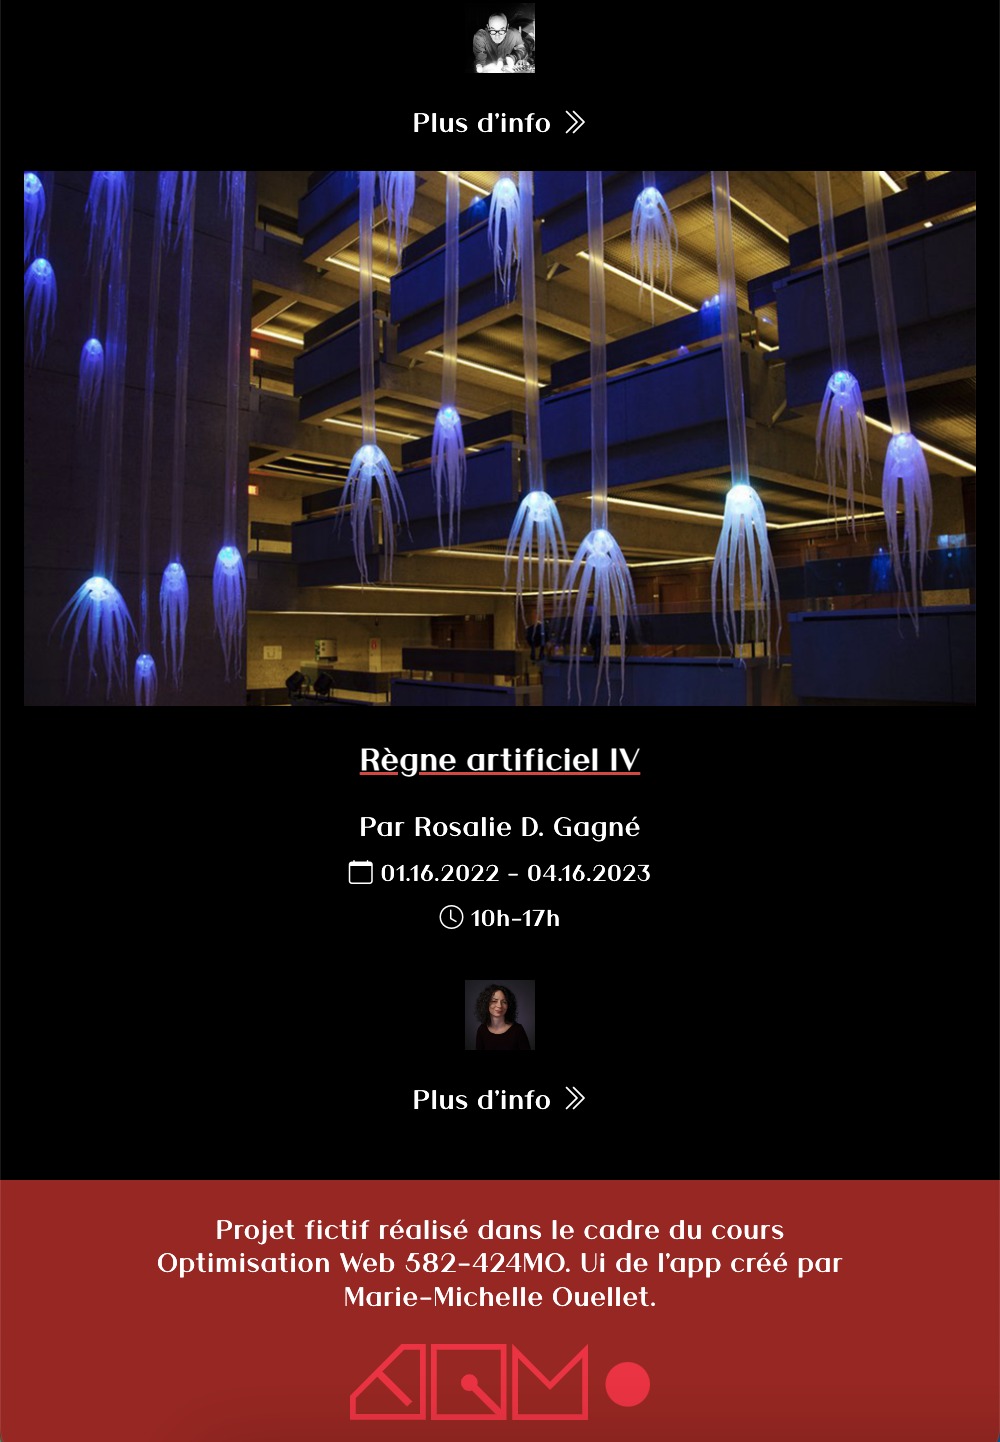 Plus d'info
Règne artificiel IV
Par Rosalie D. Gagné
01.16.2022 - 04.16.2023
10h-17h
Plus d'info
Projet fictif réalisé dans le cadre du cours
Optimisation Web 582-424MO. Ui de l'app créé par
Marie-Michelle Ouellet.